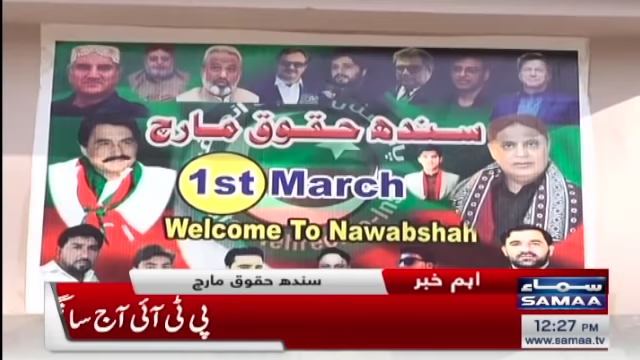 سندھ حقوق مارچ
1st March
Welcome To Nawabshah
سندھ حقوق مارچ
اہم خبر
پی ٹی آئی آج
سماء
SAMAA
12:27 PM
www.samaa.tv